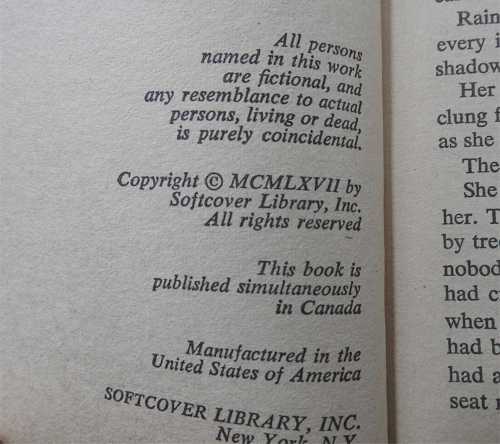 All persons
named in this work
are fictional, and
any resemblance to actual
persons, living or dead,
is purely coincidental.
Copyright © MCMLXVII by
Softcover Library, Inc.
All rights reserved
This book is
published simultaneously
in Canada
Manufactured in the
United States of America
SOFTCOVER LIBRARY, INC.
New York, N.Y.
Rain
every i
shadow
Her
clung f
as she
The
She
her. T
by tree
nobod
had c
when
had b
had a
seat